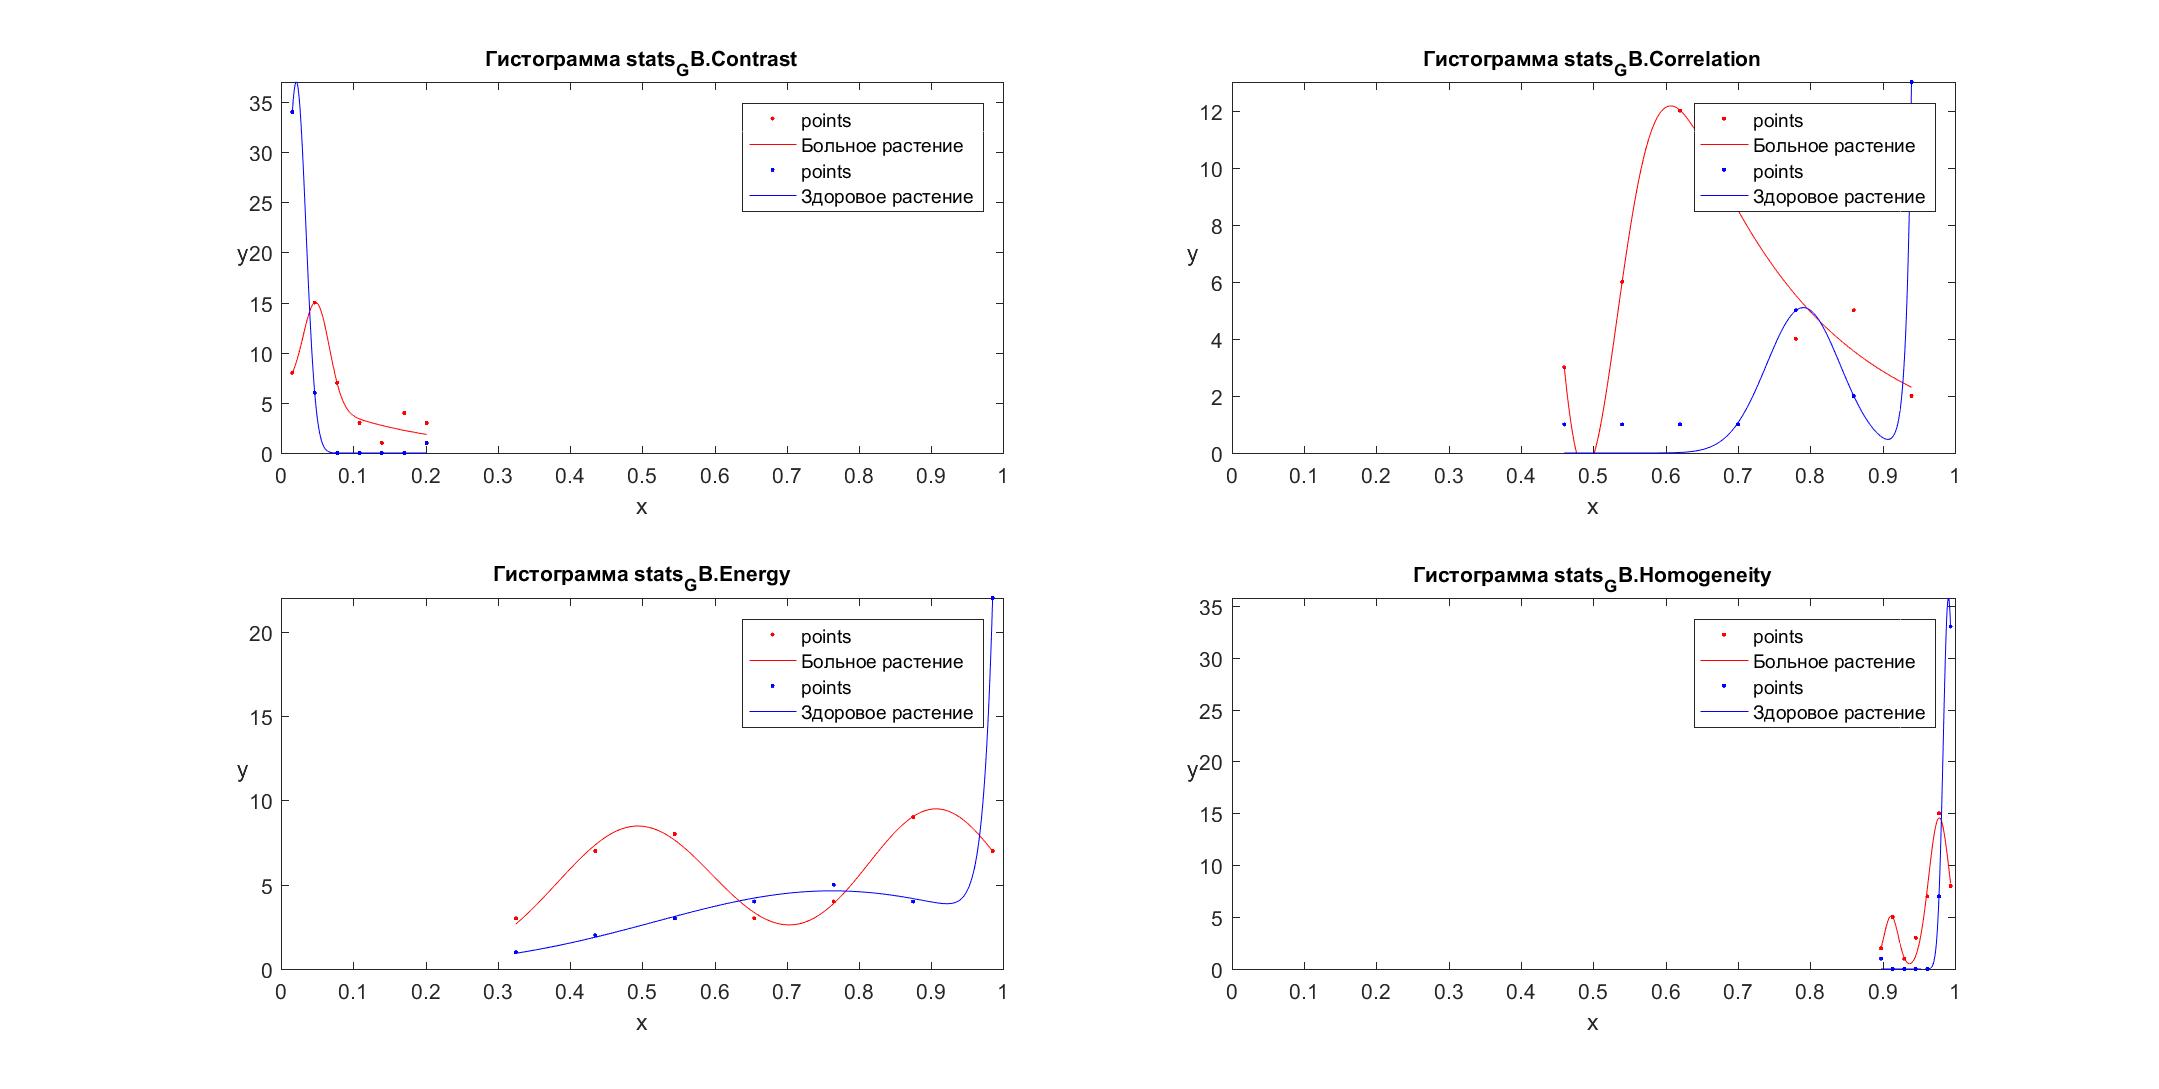 Гистограмма stats_GB.Contrast
35
30
25
20
15
10
5
0
y
points
Больное растение
points
Здоровое растение
0 0.1 0.2 0.3 0.4 0.5 0.6 0.7 0.8 0.9 1
x
Гистограмма stats_GB.Correlation
12
10
8
6
4
2
0
y
points
Больное растение
points
Здоровое растение
0 0.1 0.2 0.3 0.4 0.5 0.6 0.7 0.8 0.9 1
x
Гистограмма stats_GB.Energy
20
15
10
5
0
y
points
Больное растение
points
Здоровое растение
0 0.1 0.2 0.3 0.4 0.5 0.6 0.7 0.8 0.9 1
x
Гистограмма stats_GB.Homogeneity
35
30
25
20
15
10
5
0
y
points
Больное растение
points
Здоровое растение
0 0.1 0.2 0.3 0.4 0.5 0.6 0.7 0.8 0.9 1
x